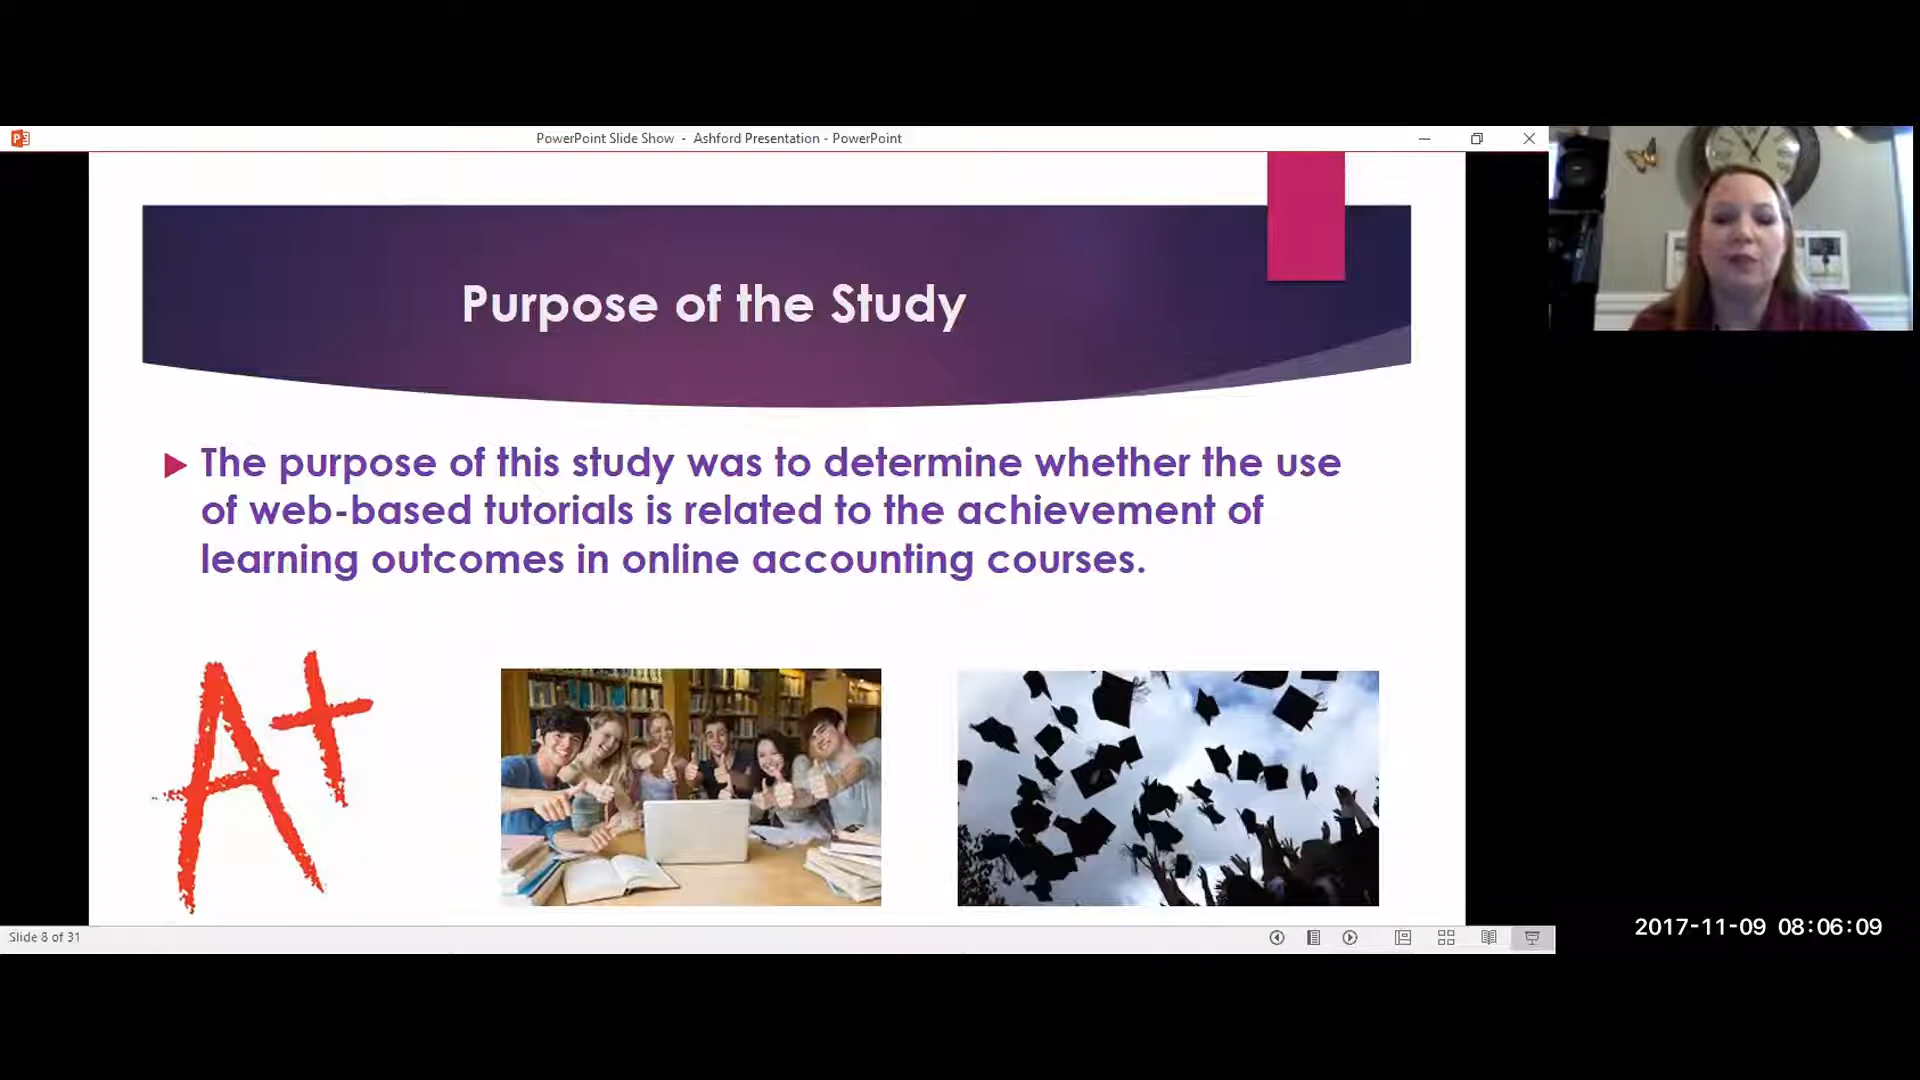 PowerPoint Slide Show - Ashford Presentation - PowerPoint
Purpose of the Study
The purpose of this study was to determine whether the use
of web-based tutorials is related to the achievement of
learning outcomes in online accounting courses.
A+
Slide 8 of 31
2017-11-09 08:06:09